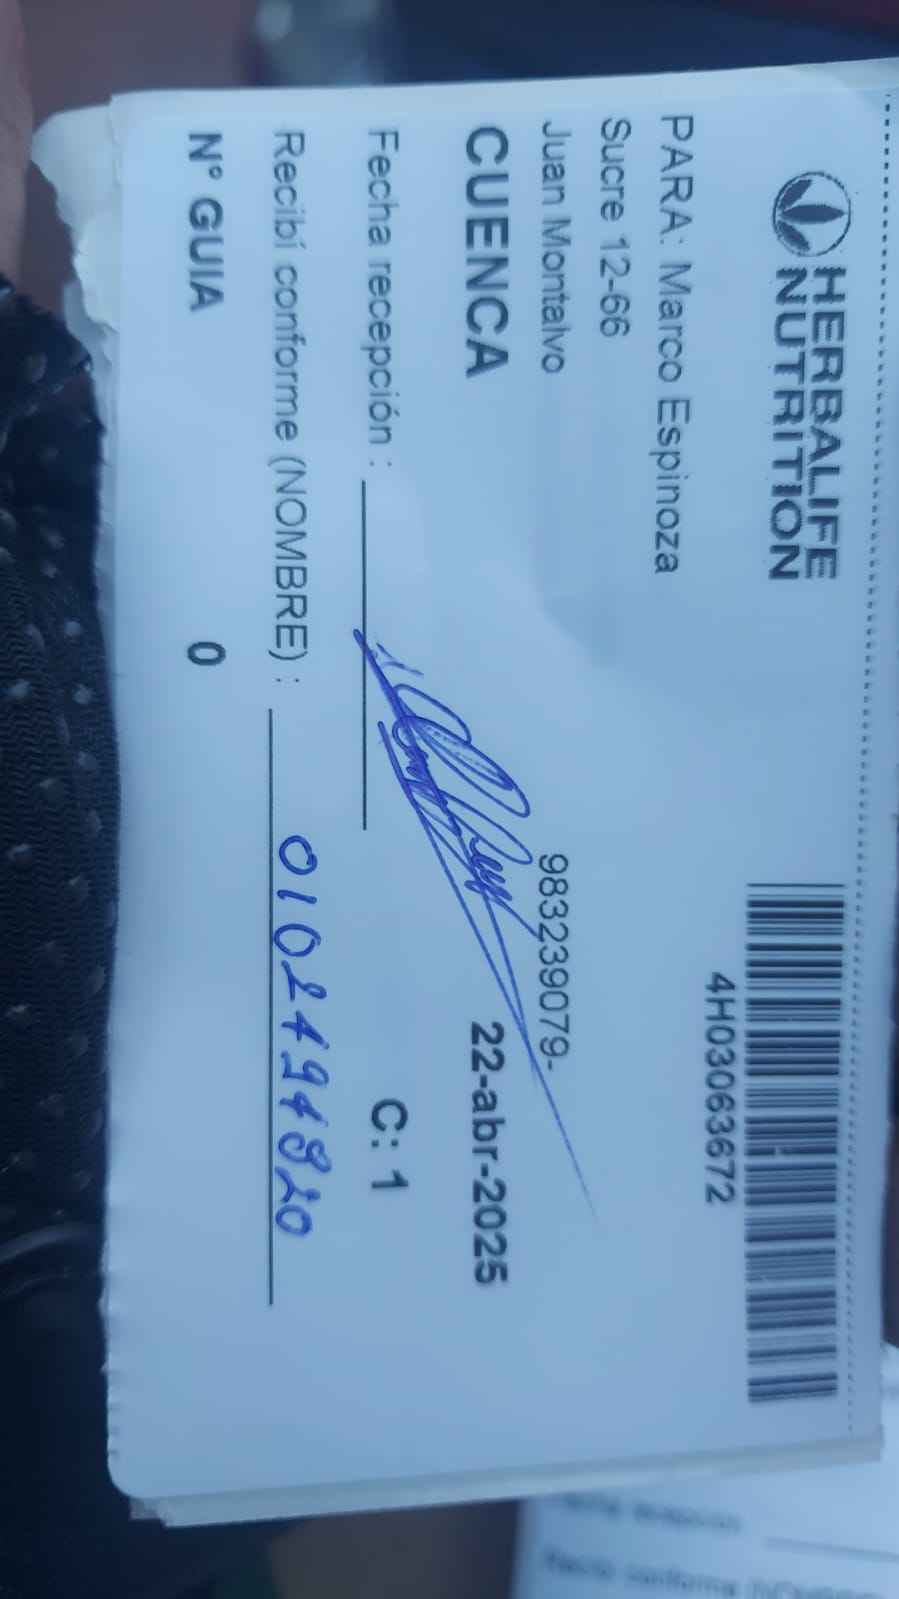 HERBALIFE
NUTRITION
4H03063672
PARA: Marco Espinoza
Sucre 12-66
Juan Montalvo
983239079-
CUENCA
22-abr-2025
Fecha recepción :
C: 1
Recibí conforme (NOMBRE) :
0102494820
N° GUIA
0